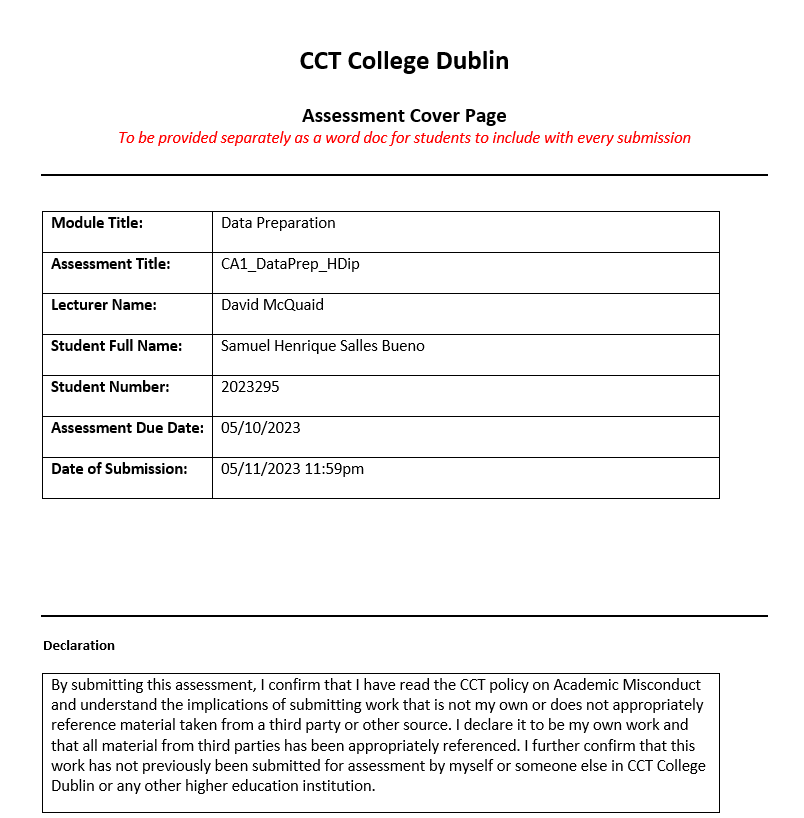 CCT College Dublin
Assessment Cover Page
To be provided separately as a word doc for students to include with every submission
Module Title: Data Preparation
Assessment Title: CA1_DataPrep_HDip
Lecturer Name: David McQuaid
Student Full Name: Samuel Henrique Salles Bueno
Student Number: 2023295
Assessment Due Date: 05/10/2023
Date of Submission: 05/11/2023 11:59pm
Declaration
By submitting this assessment, I confirm that I have read the CCT policy on Academic Misconduct
and understand the implications of submitting work that is not my own or does not appropriately
reference material taken from a third party or other source. I declare it to be my own work and
that all material from third parties has been appropriately referenced. I further confirm that this
work has not previously been submitted for assessment by myself or someone else in CCT College
Dublin or any other higher education institution.